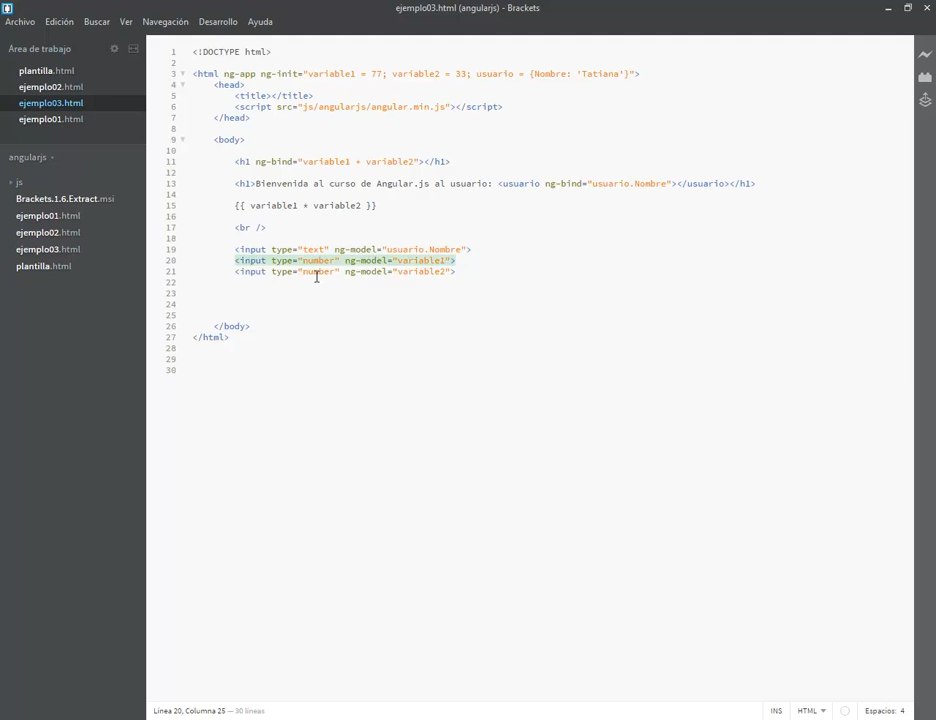 ejemplo03.html (angularjs) - Brackets
Archivo Edición Buscar Ver Navegación Desarrollo Ayuda
Área de trabajo
plantilla.html
ejemplo02.html
ejemplo03.html
ejemplo01.html
angularjs
js
Brackets.1.6.Extract.msi
ejemplo01.html
ejemplo02.html
ejemplo03.html
plantilla.html
1 <!DOCTYPE html>
2
3 <html ng-app ng-init="variable1 = 77; variable2 = 33; usuario = {Nombre: 'Tatiana'}">
4 <head>
5 <title></title>
6 <script src="js/angularjs/angular.min.js"></script>
7 </head>
8
9 <body>
10
11 <h1 ng-bind="variable1 + variable2"></h1>
12
13 <h1>Bienvenida al curso de Angular.js al usuario: <usuario ng-bind="usuario.Nombre"></usuario></h1>
14
15 {{ variable1 * variable2 }}
16
17 <br />
18
19 <input type="text" ng-model="usuario.Nombre">
20 <input type="number" ng-model="variable1">
21 <input type="number" ng-model="variable2">
22
23
24
25
26 </body>
27 </html>
28
29
30
Línea 20, Columna 25 — 30 líneas
INS HTML Espacios: 4